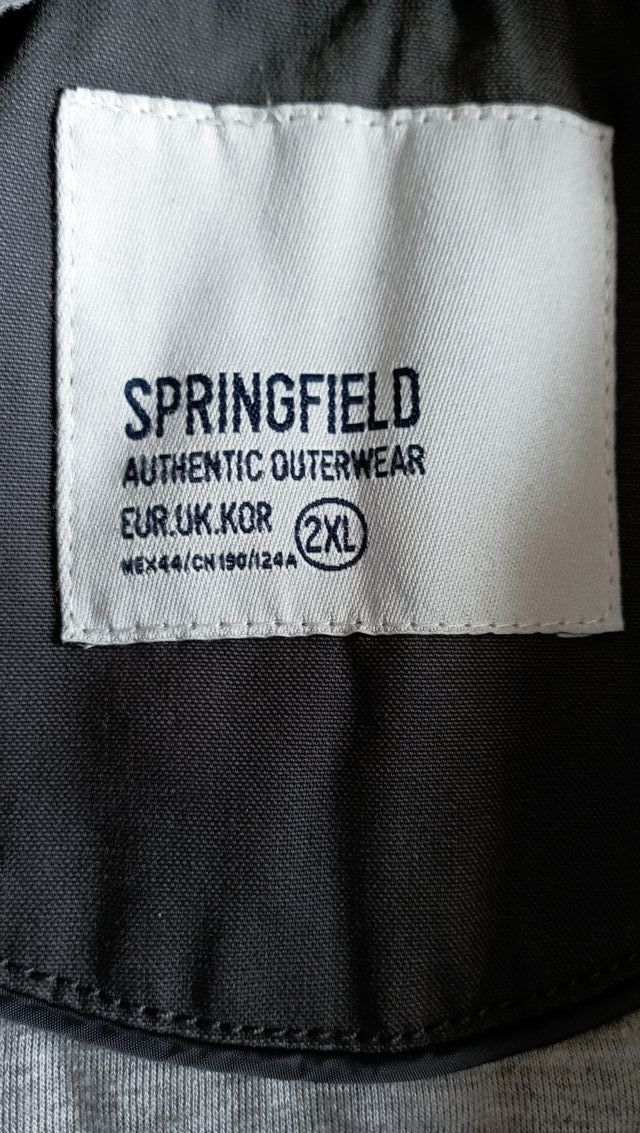 SPRINGFIELD
AUTHENTIC OUTERWEAR
EUR.UK.KOR 2XL
MEX44/CN190/124A